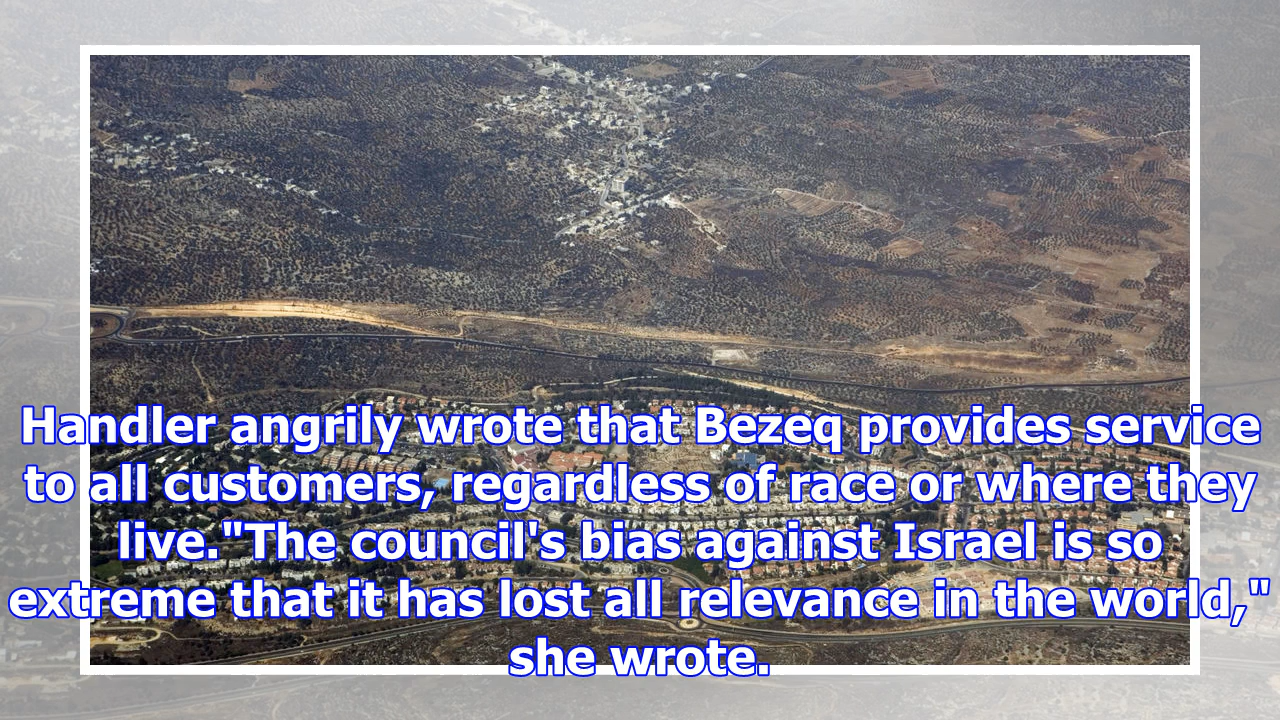 Handler angrily wrote that Bezeq provides service
to all customers, regardless of race or where they
live."The council's bias against Israel is so
extreme that it has lost all relevance in the world,"
she wrote.